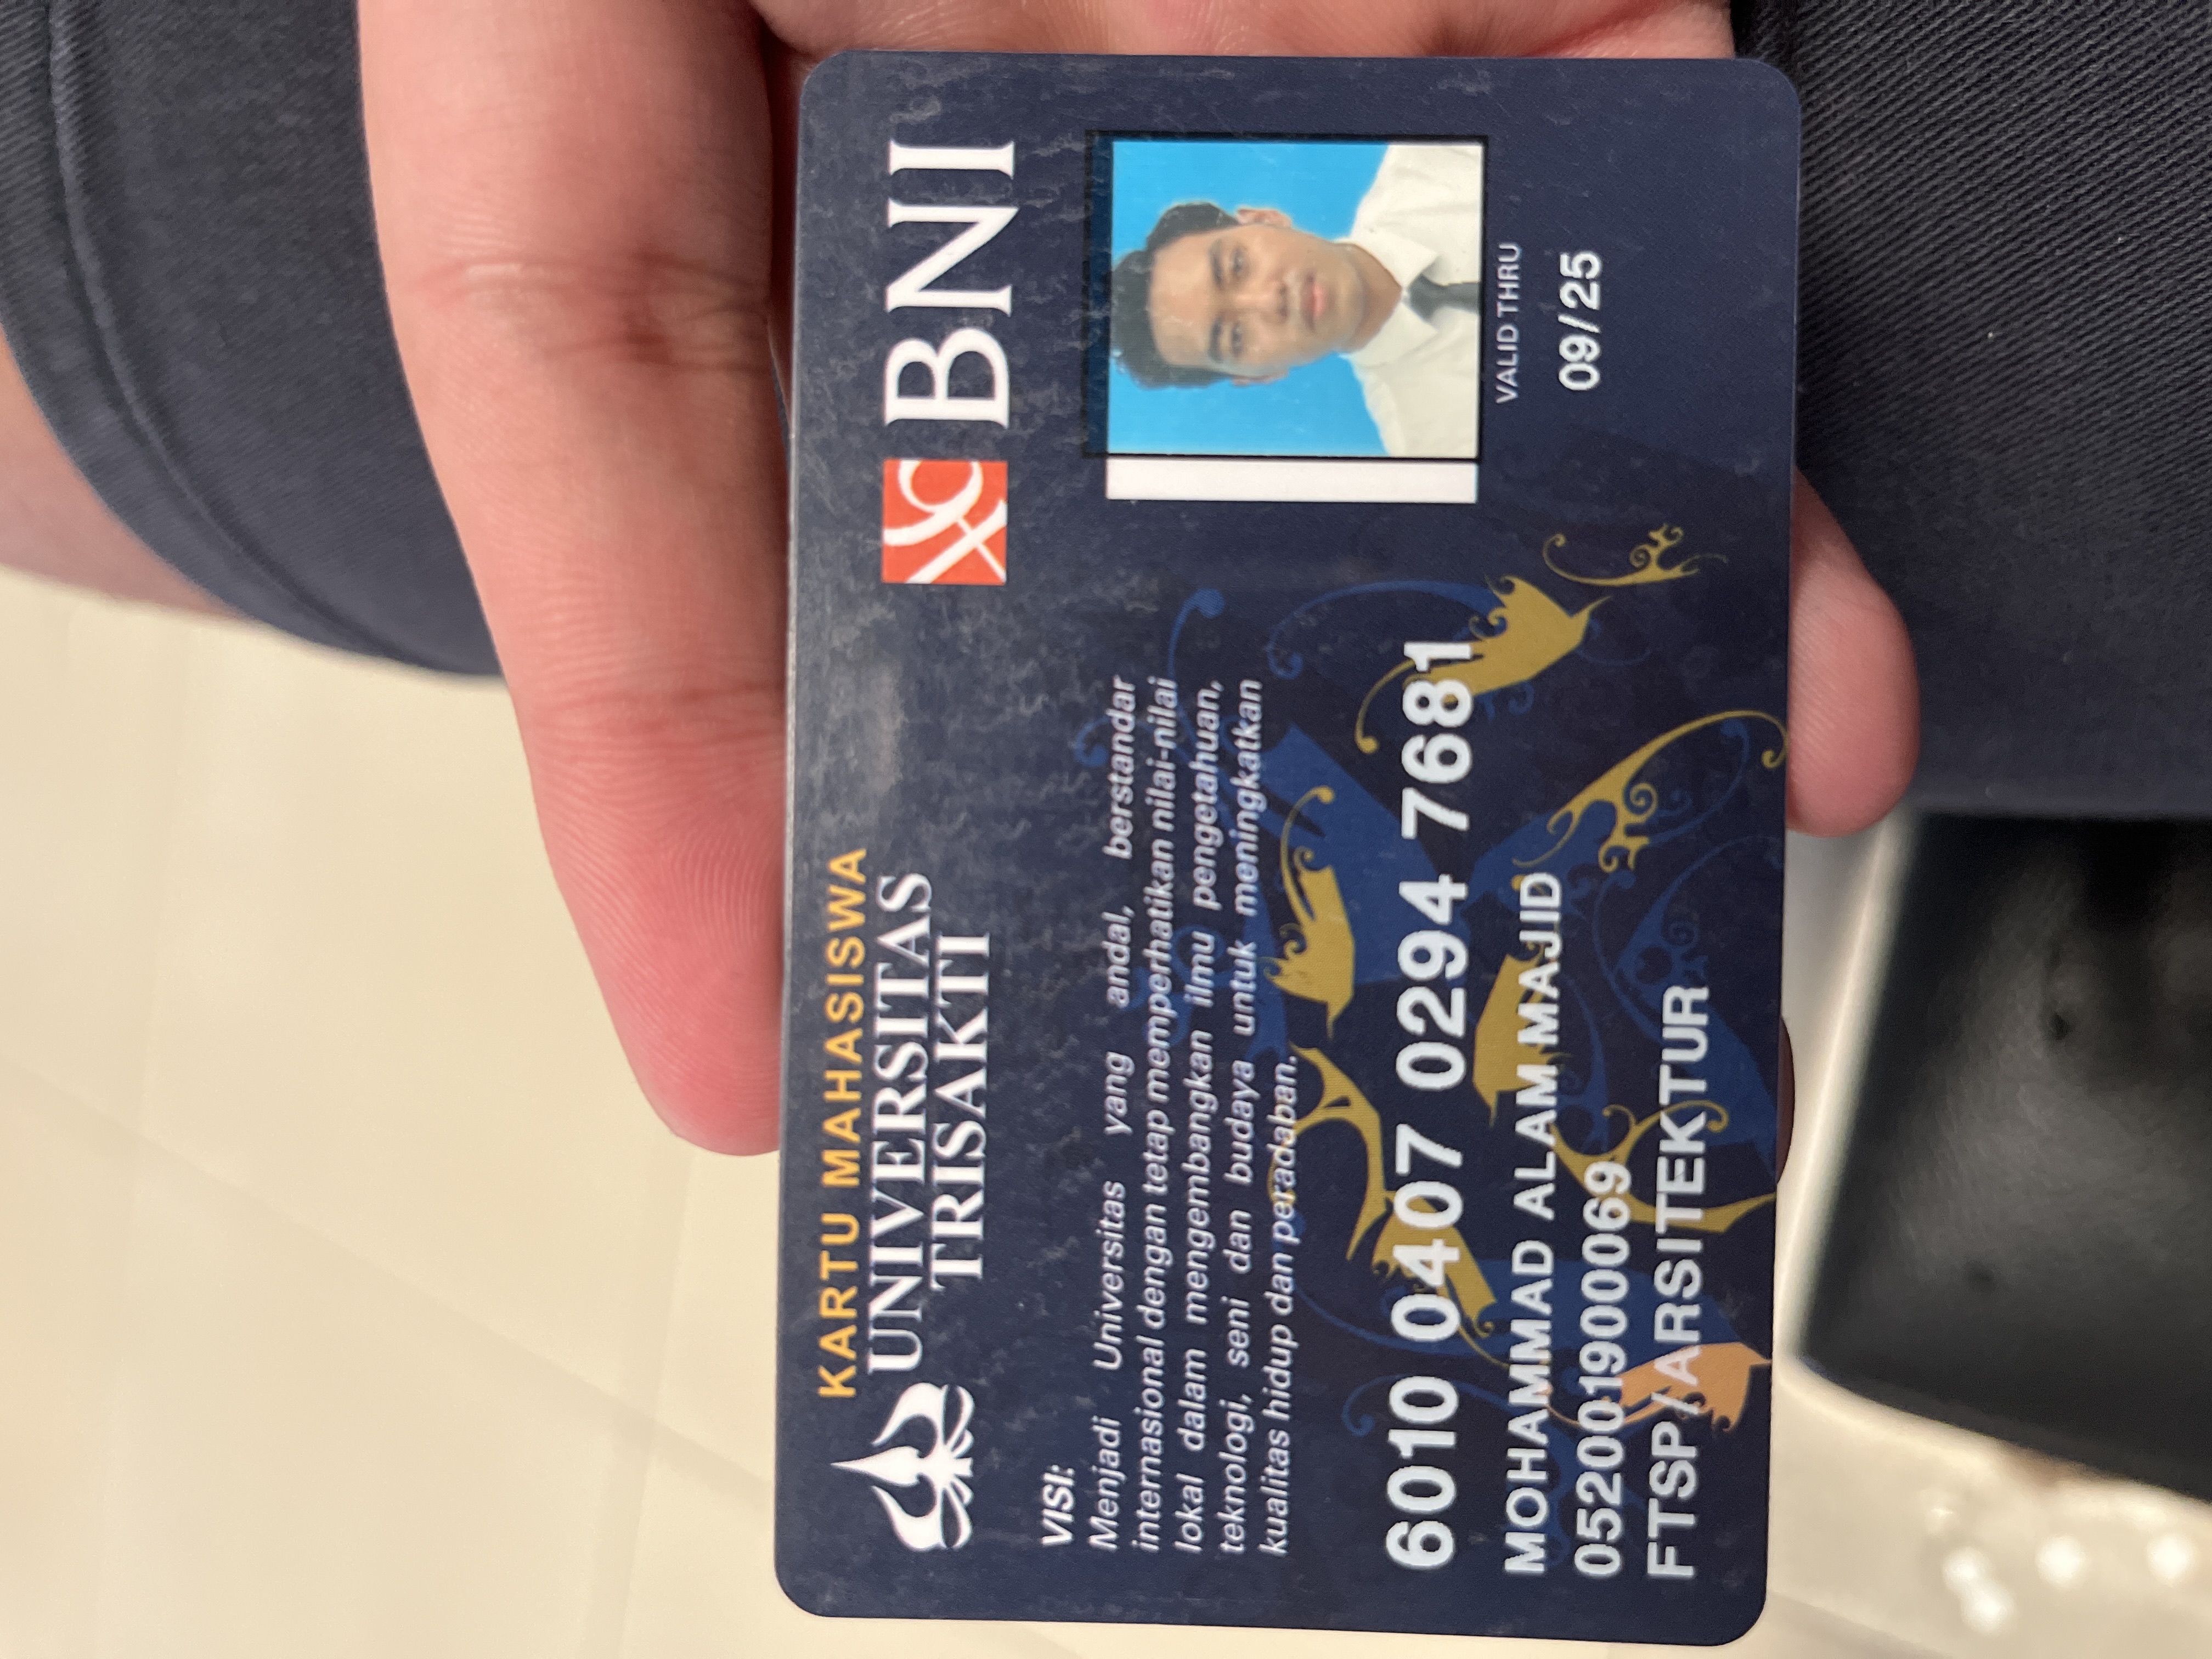 KARTU MAHASISWA
UNIVERSITAS
TRISAKTI
BNI
VISI:
Menjadi Universitas yang andal, berstandar
internasional dengan tetap memperhatikan nilai-nilai
lokal dalam mengembangkan ilmu pengetahuan,
teknologi, seni dan budaya untuk meningkatkan
kualitas hidup dan peradaban.
6010 0407 0294 7681
MOHAMMAD ALAM MAJID
052001900069
FTSP/ARSITEKTUR
VALID THRU
09/25